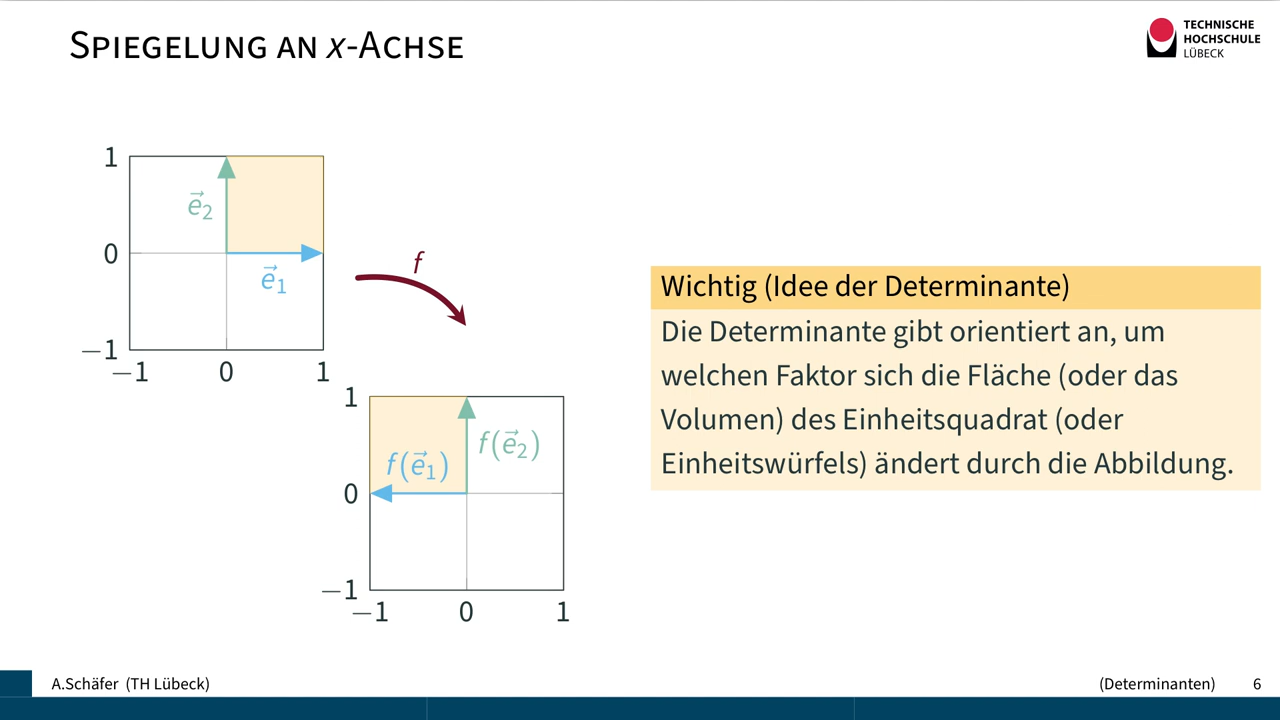 SPIEGELUNG AN x-ACHSE
TECHNISCHE
HOCHSCHULE
LÜBECK
1
0
−1
−1 0 1
e⃗2
e⃗1
f
1
0
−1
−1 0 1
f(e⃗1)
f(e⃗2)
Wichtig (Idee der Determinante)
Die Determinante gibt orientiert an, um
welchen Faktor sich die Fläche (oder das
Volumen) des Einheitsquadrat (oder
Einheitswürfels) ändert durch die Abbildung.
A.Schäfer (TH Lübeck)
(Determinanten) 6